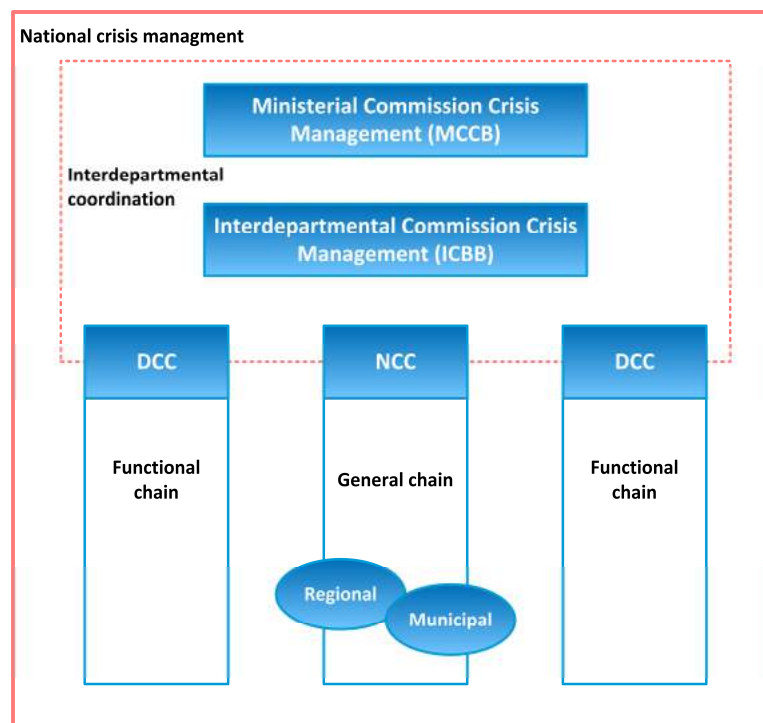 National crisis managment
Ministerial Commission Crisis
Management (MCCB)
Interdepartmental
coordination
Interdepartmental Commission Crisis
Management (ICBB)
DCC
NCC
DCC
Functional
chain
General chain
Functional
chain
Regional
Municipal